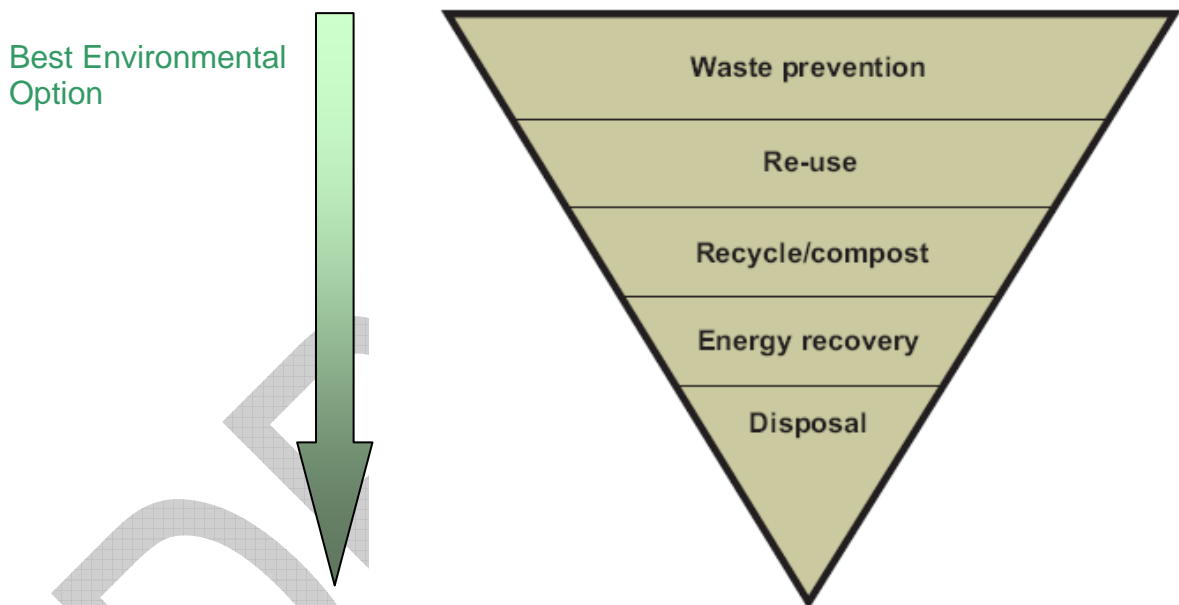 Best Environmental
Option
Waste prevention
Re-use
Recycle/compost
Energy recovery
Disposal